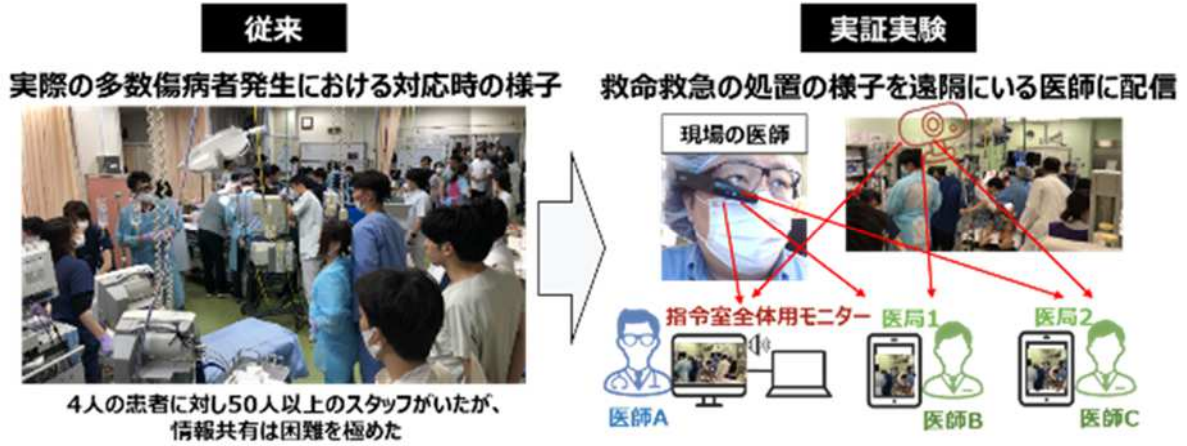 従来
実際の多数傷病者発生における対応時の様子
4人の患者に対し50人以上のスタッフがいたが、
情報共有は困難を極めた
実証実験
救命救急の処置の様子を遠隔にいる医師に配信
現場の医師
指令室全体用モニター
医局1
医局2
医師A
医師B
医師C